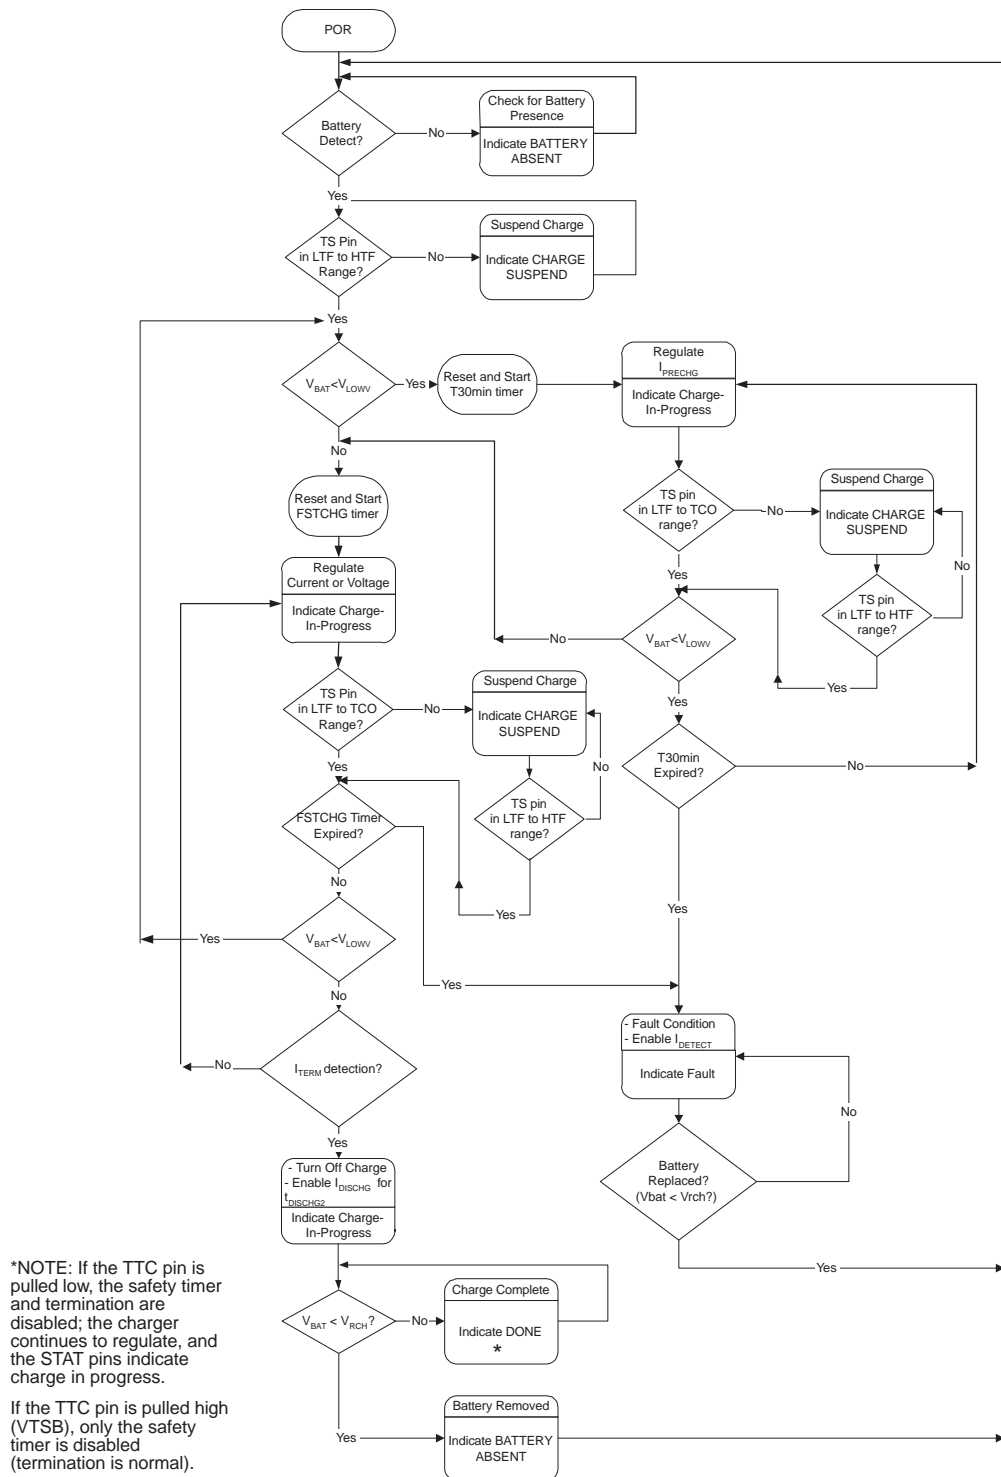 POR
Battery
Detect?
No
Check for Battery
Presence
Indicate BATTERY
ABSENT
Yes
TS Pin
in LTF to HTF
Range?
No
Suspend Charge
Indicate CHARGE
SUSPEND
Yes
VBAT<VLOWV
Yes
Reset and Start
T30min timer
Regulate
IPRECHG
Indicate Charge-
In-Progress
No
Reset and Start
FSTCHG timer
TS pin
in LTF to TCO
range?
No
Suspend Charge
Indicate CHARGE
SUSPEND
No
TS pin
in LTF to HTF
range?
Yes
Yes
Regulate
Current or Voltage
Indicate Charge-
In-Progress
VBAT<VLOWV
No
Yes
TS Pin
in LTF to TCO
Range?
No
Suspend Charge
Indicate CHARGE
SUSPEND
No
TS pin
in LTF to HTF
range?
Yes
Yes
T30min
Expired?
No
Yes
FSTCHG Timer
Expired?
No
Yes
VBAT<VLOWV
Yes
No
- Fault Condition
- Enable IDETECT
Indicate Fault
No
ITERM detection?
No
Yes
Battery
Replaced?
(Vbat < Vrch?)
Yes
- Turn Off Charge
- Enable IDISCHG for
tDISCHG2
Indicate Charge-
In-Progress
VBAT < VRCH?
No
Charge Complete
Indicate DONE
*
Yes
Battery Removed
Indicate BATTERY
ABSENT
*NOTE: If the TTC pin is
pulled low, the safety timer
and termination are
disabled; the charger
continues to regulate, and
the STAT pins indicate
charge in progress.
If the TTC pin is pulled high
(VTSB), only the safety
timer is disabled
(termination is normal).